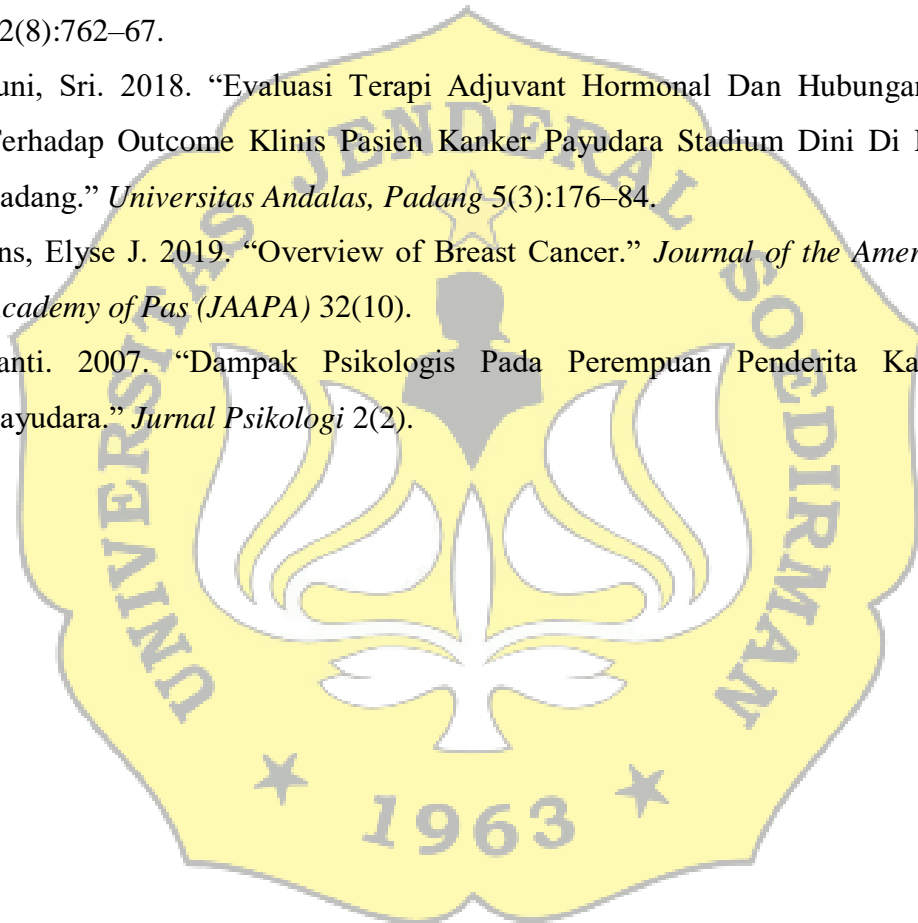 2(8):762–67.
uni, Sri. 2018. “Evaluasi Terapi Adjuvant Hormonal Dan Hubungan
erhadap Outcome Klinis Pasien Kanker Payudara Stadium Dini Di
adang.” Universitas Andalas, Padang 5(3):176–84.
ns, Elyse J. 2019. “Overview of Breast Cancer.” Journal of the Amer
cademy of Pas (JAAPA) 32(10).
anti. 2007. “Dampak Psikologis Pada Perempuan Penderita Ka
ayudara.” Jurnal Psikologi 2(2).
UNIVERSITAS JENDERAL SOEDIRMAN
1963